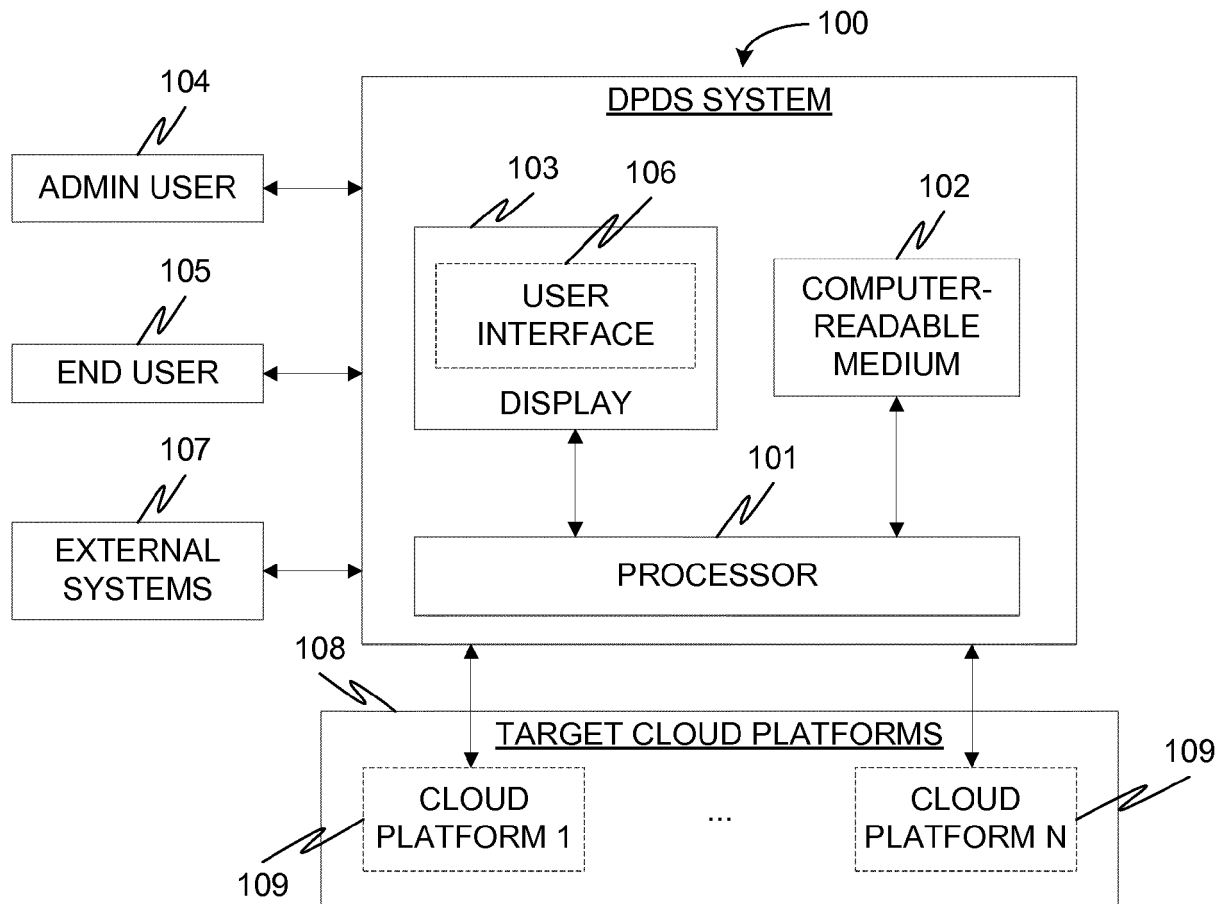 100
DPDS SYSTEM
104
ADMIN USER
103
106
102
USER
INTERFACE
DISPLAY
COMPUTER-
READABLE
MEDIUM
105
END USER
107
EXTERNAL
SYSTEMS
101
PROCESSOR
108
TARGET CLOUD PLATFORMS
CLOUD
PLATFORM 1
...
CLOUD
PLATFORM N
109
109